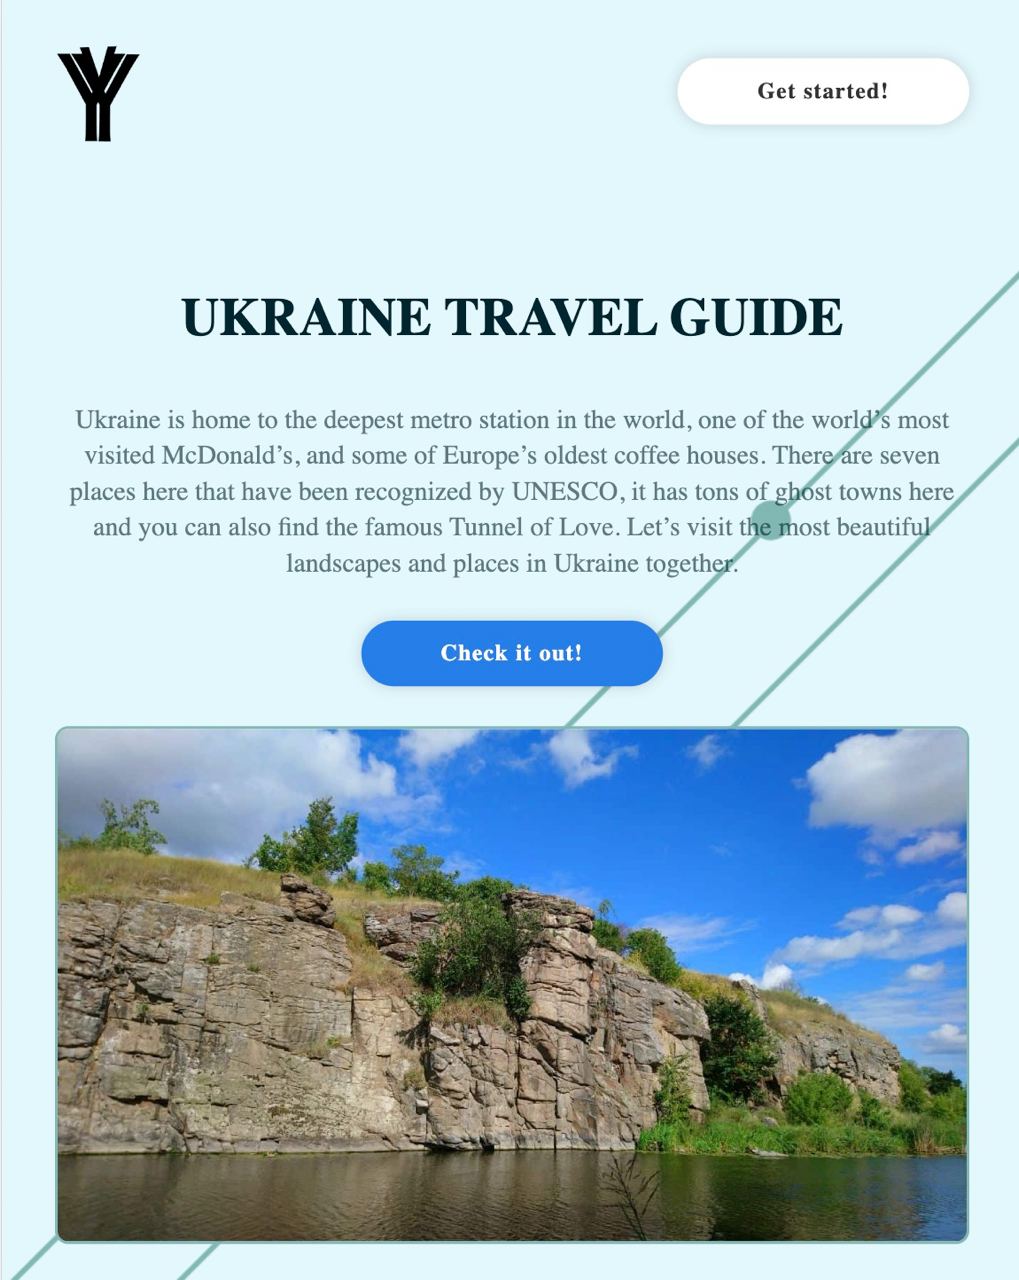 Get started!
UKRAINE TRAVEL GUIDE
Ukraine is home to the deepest metro station in the world, one of the world’s most
visited McDonald’s, and some of Europe’s oldest coffee houses. There are seven
places here that have been recognized by UNESCO, it has tons of ghost towns here
and you can also find the famous Tunnel of Love. Let’s visit the most beautiful
landscapes and places in Ukraine together.
Check it out!